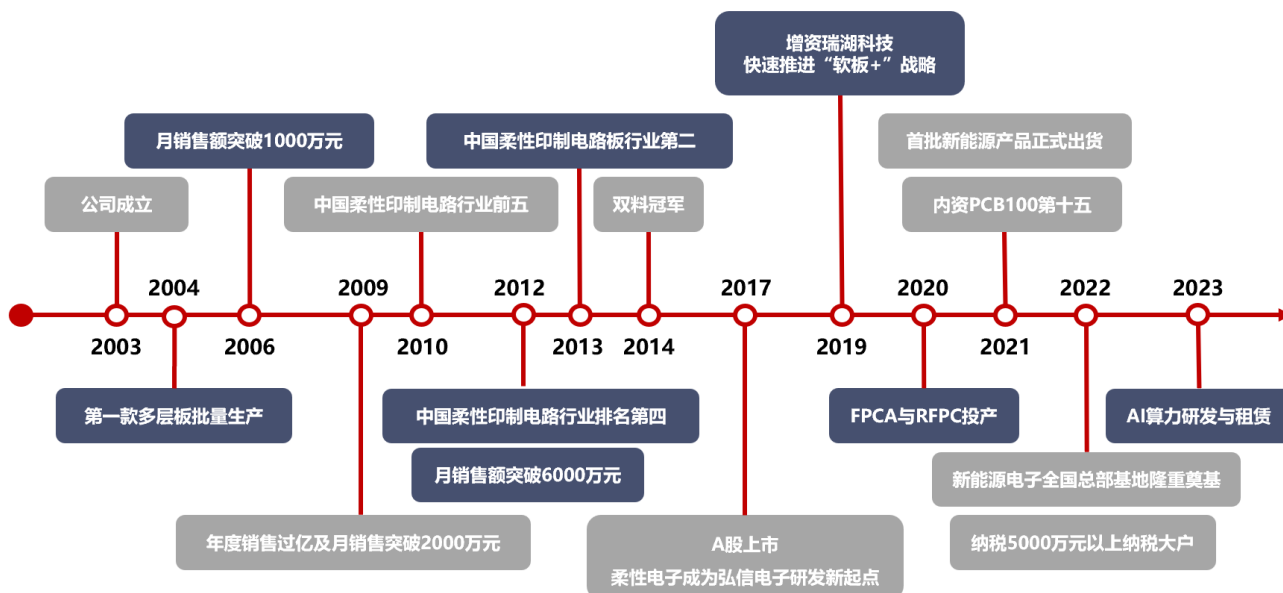 增资瑞湖科技
快速推进“软板+”战略
月销售额突破1000万元
中国柔性印制电路板行业第二
首批新能源产品正式出货
公司成立
中国柔性印制电路行业前五
双料冠军
内资PCB100第十五
2004
2009
2012
2017
2020
2022
2023
2003
2006
2010
2013
2014
2019
2021
第一款多层板批量生产
中国柔性印制电路行业排名第四
FPCA与RFPC投产
AI算力研发与租赁
月销售额突破6000万元
新能源电子全国总部基地隆重奠基
年度销售过亿及月销售突破2000万元
A股上市
柔性电子成为弘信电子研发新起点
纳税5000万元以上纳税大户